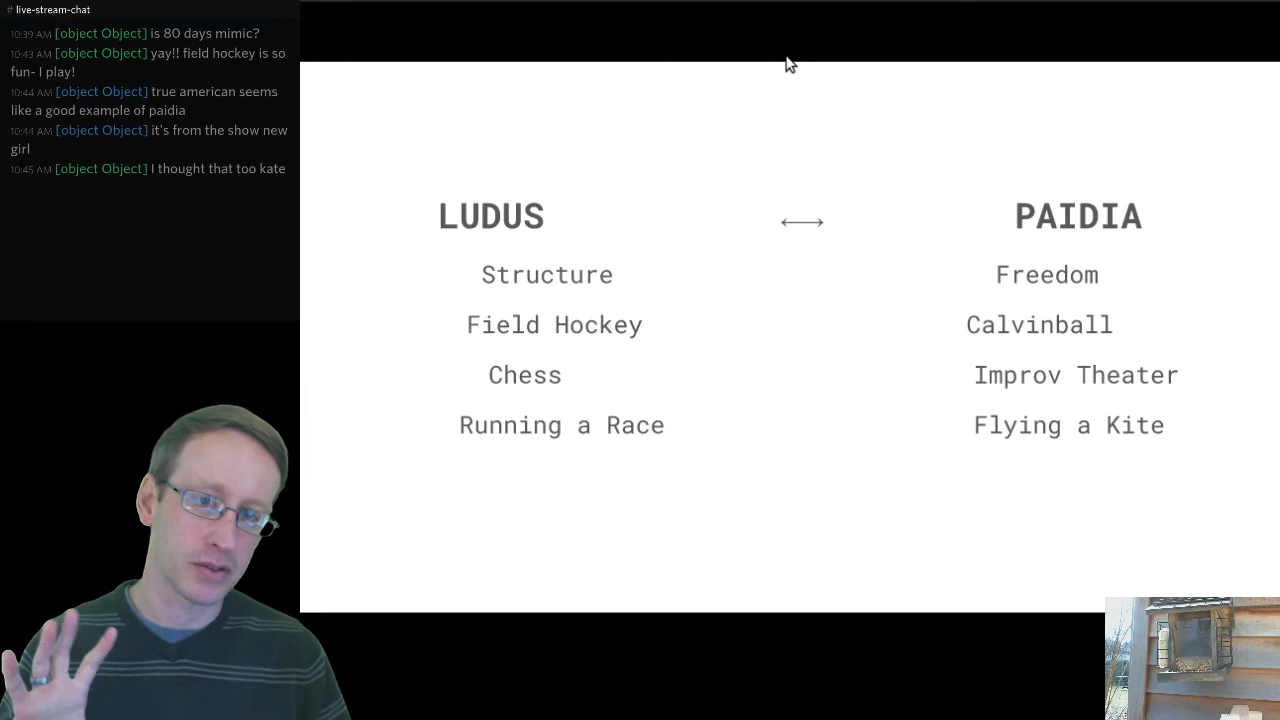 # live-stream-chat
10:39 AM [object Object] is 80 days mimic?
10:43 AM [object Object] yay!! field hockey is so
fun- I play!
10:44 AM [object Object] true american seems
like a good example of paidia
10:44 AM [object Object] it's from the show new
girl
10:45 AM [object Object] I thought that too kate
LUDUS ⟷ PAIDIA
Structure Freedom
Field Hockey Calvinball
Chess Improv Theater
Running a Race Flying a Kite